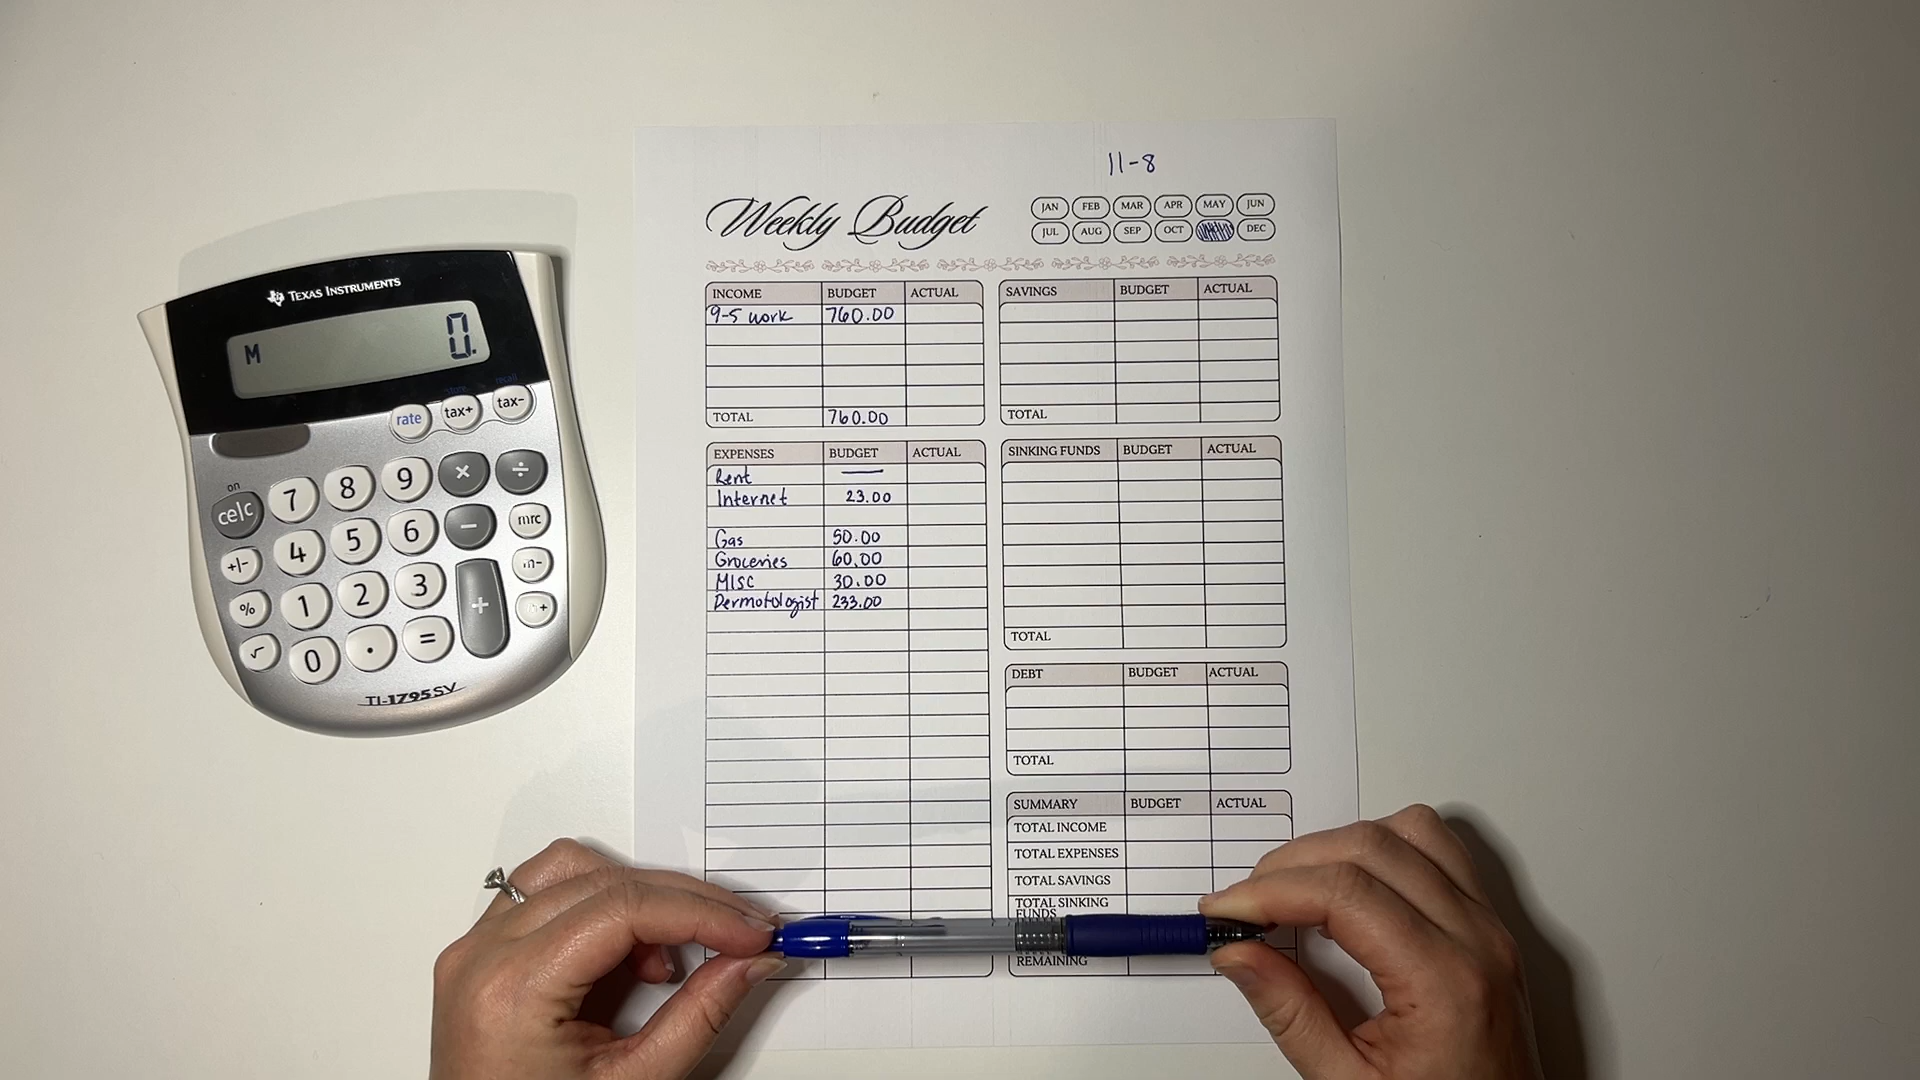 11-8
Weekly Budget
JAN FEB MAR APR MAY JUN
JUL AUG SEP OCT DEC
INCOME BUDGET ACTUAL
9-5 work 760.00
TOTAL 760.00
EXPENSES BUDGET ACTUAL
Rent —
Internet 23.00
Gas 50.00
Groceries 60.00
MISC 30.00
Dermotologist 233.00
SAVINGS BUDGET ACTUAL
TOTAL
SINKING FUNDS BUDGET ACTUAL
TOTAL
DEBT BUDGET ACTUAL
TOTAL
SUMMARY BUDGET ACTUAL
TOTAL INCOME
TOTAL EXPENSES
TOTAL SAVINGS
TOTAL SINKING
FUNDS
REMAINING
TEXAS INSTRUMENTS
M 0.
store recall
rate tax+ tax-
on
ce/c 7 8 9 × ÷
+/- 4 5 6 − mrc
% 1 2 3 + m-
√ 0 . =
TI-1795 SV